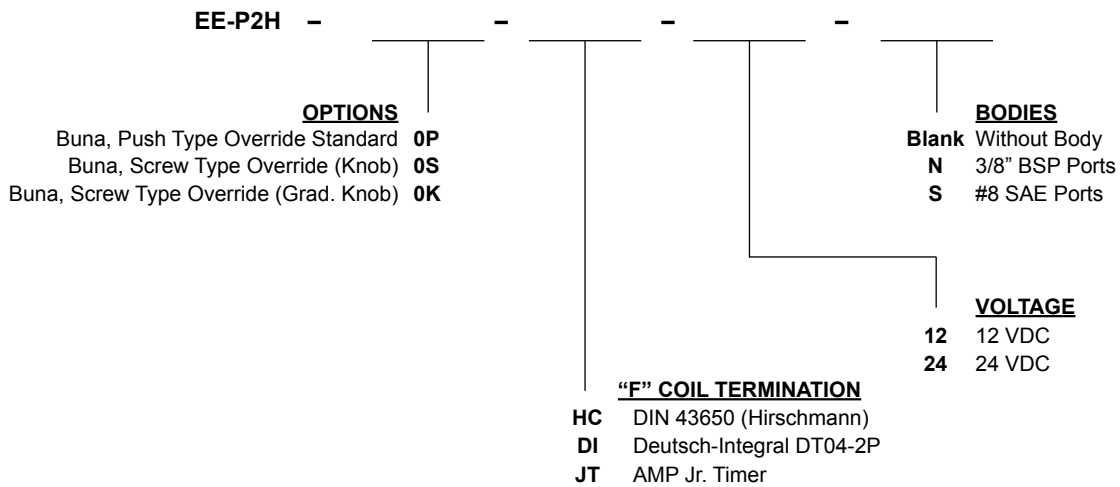 EE-P2H – – – –
OPTIONS
Buna, Push Type Override Standard 0P
Buna, Screw Type Override (Knob) 0S
Buna, Screw Type Override (Grad. Knob) 0K
BODIES
Blank Without Body
N 3/8” BSP Ports
S #8 SAE Ports
VOLTAGE
12 12 VDC
24 24 VDC
“F” COIL TERMINATION
HC DIN 43650 (Hirschmann)
DI Deutsch-Integral DT04-2P
JT AMP Jr. Timer